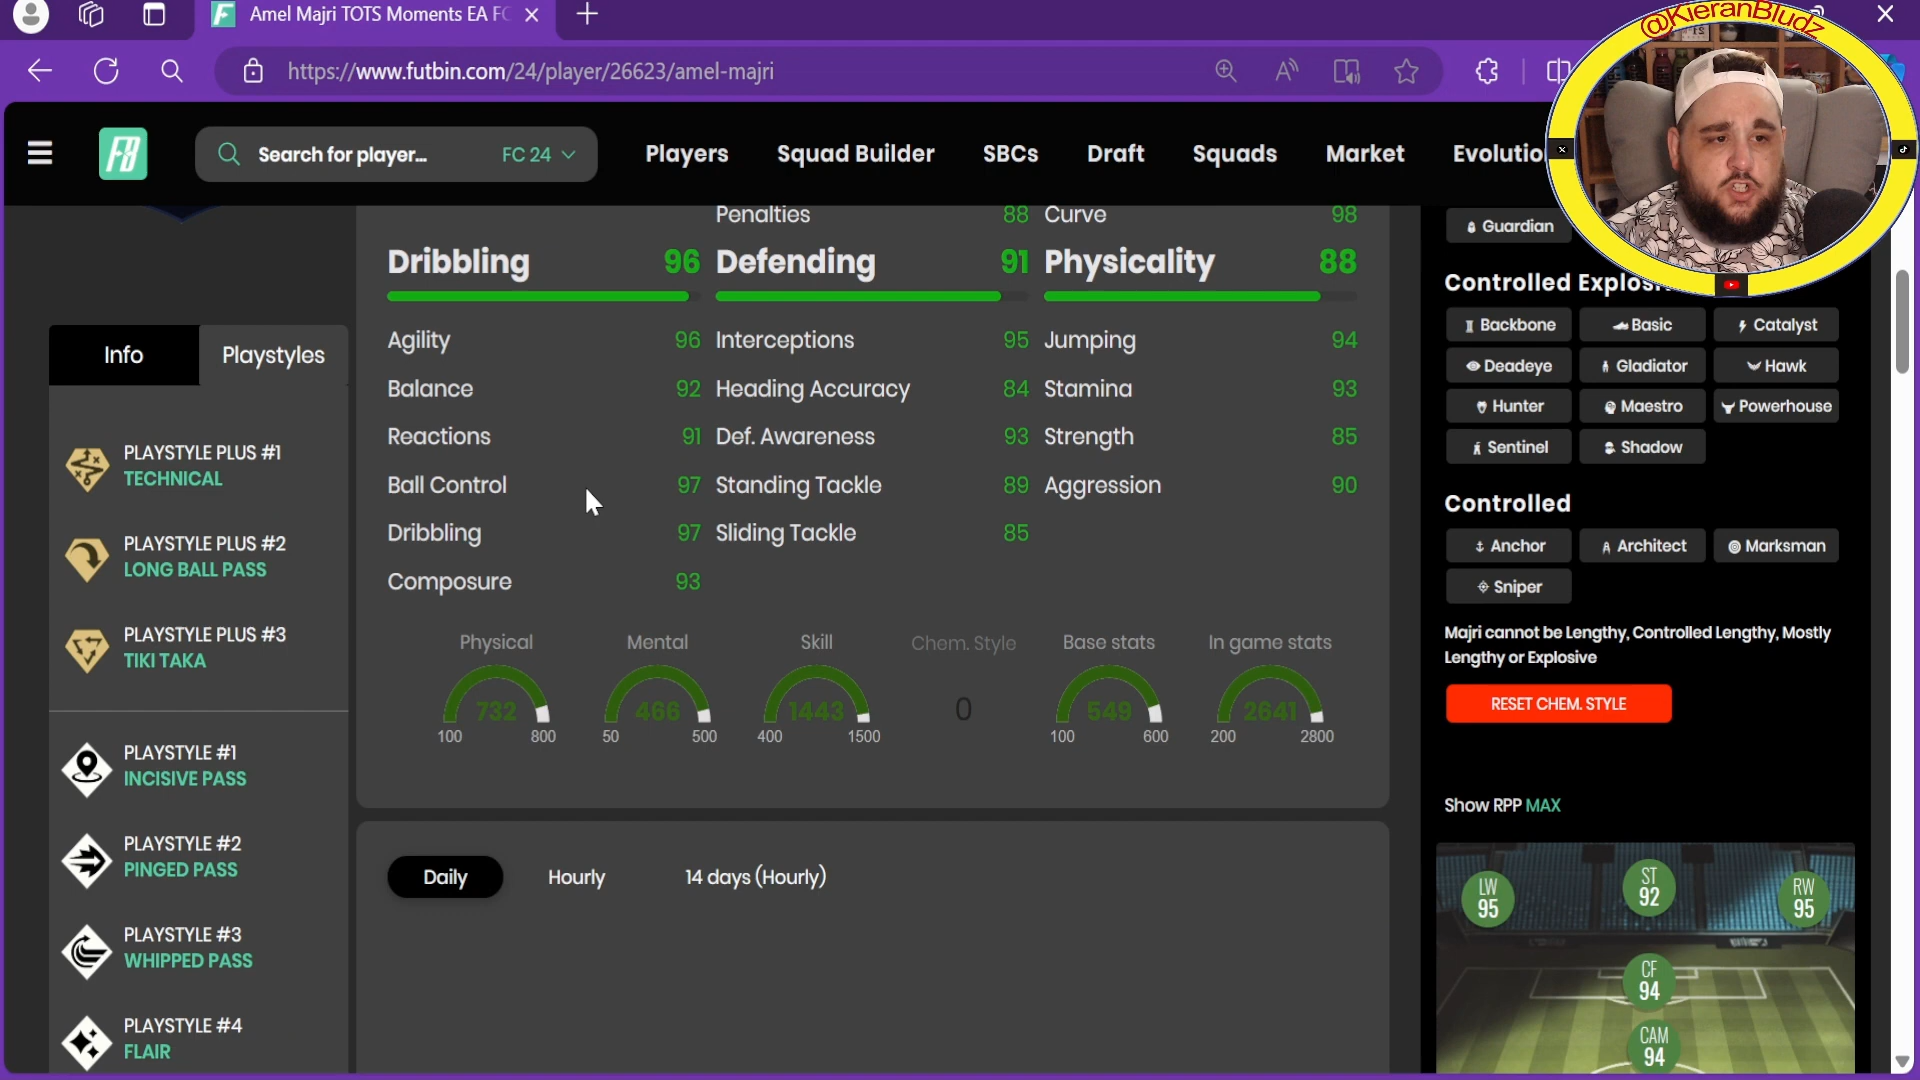 Amel Majri TOTS Moments EA FC
@KieranBludz
https://www.futbin.com/24/player/26623/amel-majri
Search for player...
FC 24
Players
Squad Builder
SBCs
Draft
Squads
Market
Evolutio
Penalties 88
Curve 98
Guardian
Dribbling 96
Defending 91
Physicality 88
Controlled Explos
Agility 96
Interceptions 95
Jumping 94
Backbone
Basic
Catalyst
Info
Playstyles
Balance 92
Heading Accuracy 84
Stamina 93
Deadeye
Gladiator
Hawk
Reactions 91
Def. Awareness 93
Strength 85
Hunter
Maestro
Powerhouse
PLAYSTYLE PLUS #1
TECHNICAL
Sentinel
Shadow
Ball Control 97
Standing Tackle 89
Aggression 90
Controlled
Dribbling 97
Sliding Tackle 85
Anchor
Architect
Marksman
PLAYSTYLE PLUS #2
LONG BALL PASS
Composure 93
Sniper
PLAYSTYLE PLUS #3
TIKI TAKA
Physical
Mental
Skill
Chem. Style
Base stats
In game stats
Majri cannot be Lengthy, Controlled Lengthy, Mostly
Lengthy or Explosive
732
466
1443
0
549
2641
RESET CHEM. STYLE
100 800
50 500
400 1500
100 600
200 2800
PLAYSTYLE #1
INCISIVE PASS
Show RPP MAX
PLAYSTYLE #2
PINGED PASS
Daily
Hourly
14 days (Hourly)
LW
95
ST
92
RW
95
PLAYSTYLE #3
WHIPPED PASS
CF
94
PLAYSTYLE #4
FLAIR
CAM
94